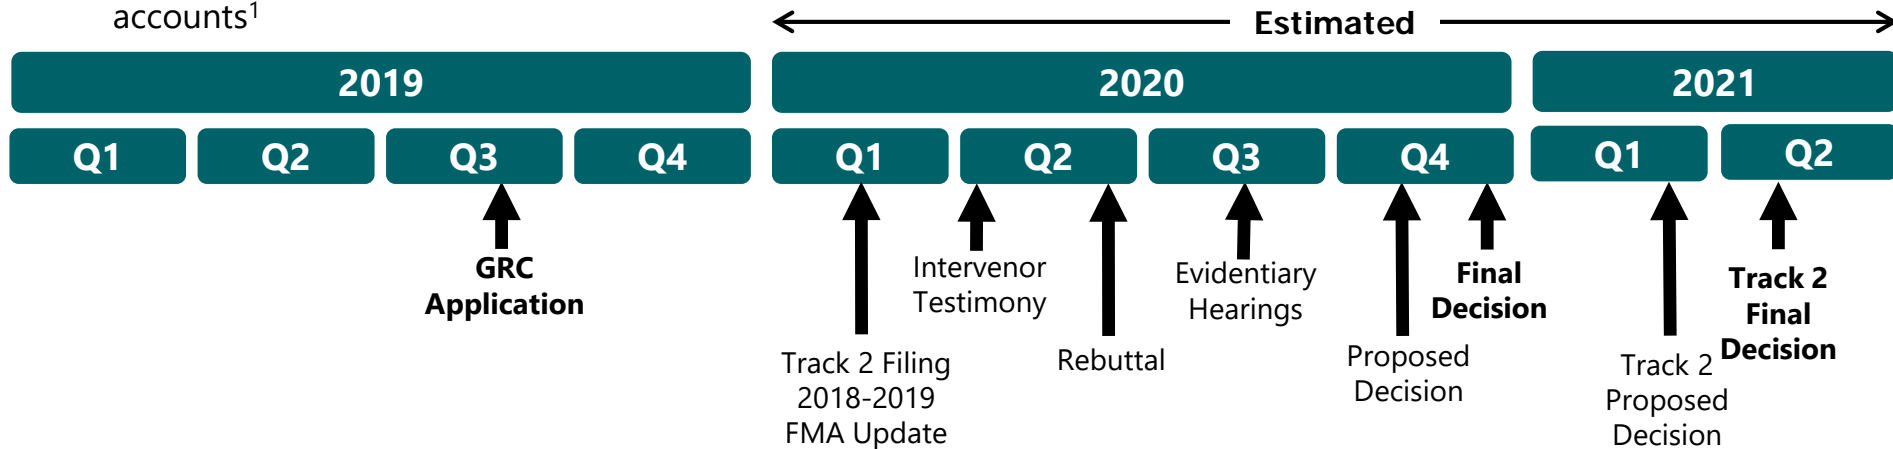 accounts¹
Estimated
2019
2020
2021
Q1
Q2
Q3
Q4
Q1
Q2
Q3
Q4
Q1
Q2
GRC
Application
Track 2 Filing
2018-2019
FMA Update
Intervenor
Testimony
Rebuttal
Evidentiary
Hearings
Proposed
Decision
Final
Decision
Track 2
Proposed
Decision
Track 2
Final
Decision